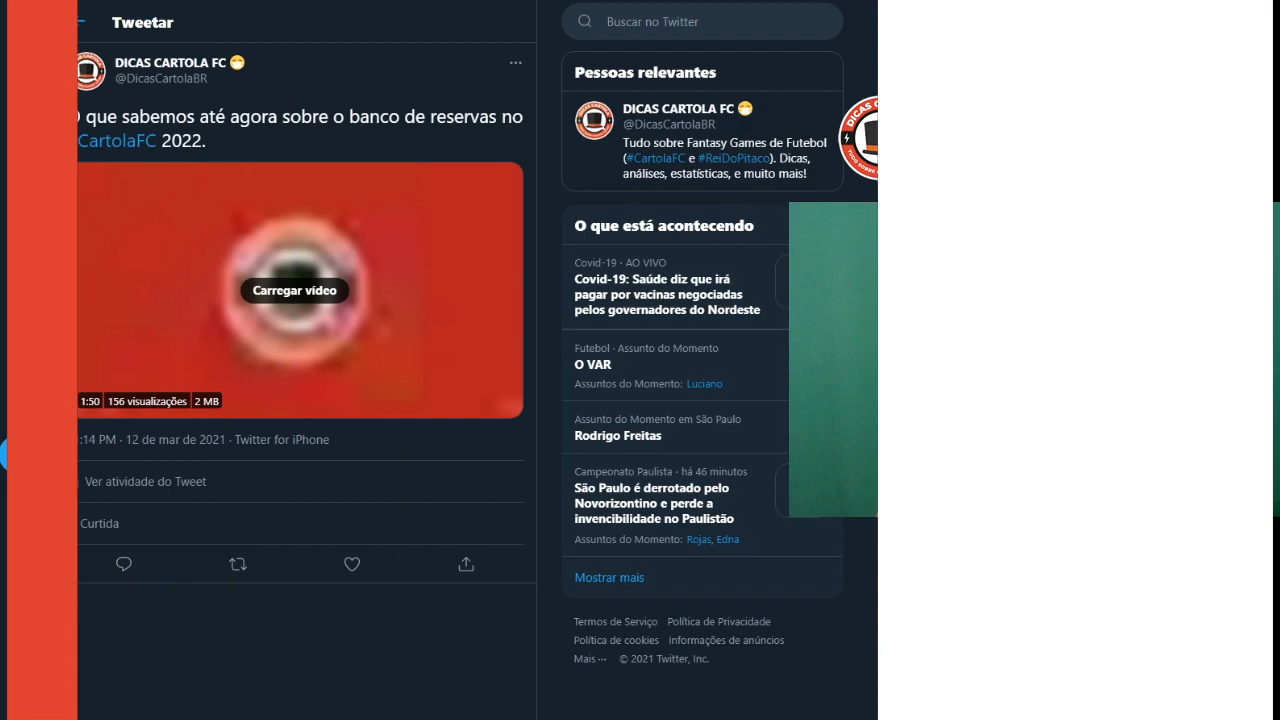 Tweetar
DICAS CARTOLA FC
@DicasCartolaBR
que sabemos até agora sobre o banco de reservas no
CartolaFC 2022.
Carregar vídeo
1:50 156 visualizações 2 MB
:14 PM · 12 de mar de 2021 · Twitter for iPhone
Ver atividade do Tweet
Curtida
Buscar no Twitter
Pessoas relevantes
DICAS CARTOLA FC
@DicasCartolaBR
Tudo sobre Fantasy Games de Futebol
(#CartolaFC e #ReiDoPitaco). Dicas,
análises, estatísticas, e muito mais!
DICAS C
TUDO SOBRE
O que está acontecendo
Covid-19 · AO VIVO
Covid-19: Saúde diz que irá
pagar por vacinas negociadas
pelos governadores do Nordeste
Futebol · Assunto do Momento
O VAR
Assuntos do Momento: Luciano
Assunto do Momento em São Paulo
Rodrigo Freitas
Campeonato Paulista · há 46 minutos
São Paulo é derrotado pelo
Novorizontino e perde a
invencibilidade no Paulistão
Assuntos do Momento: Rojas, Edna
Mostrar mais
Termos de Serviço Política de Privacidade
Política de cookies Informações de anúncios
Mais ··· © 2021 Twitter, Inc.